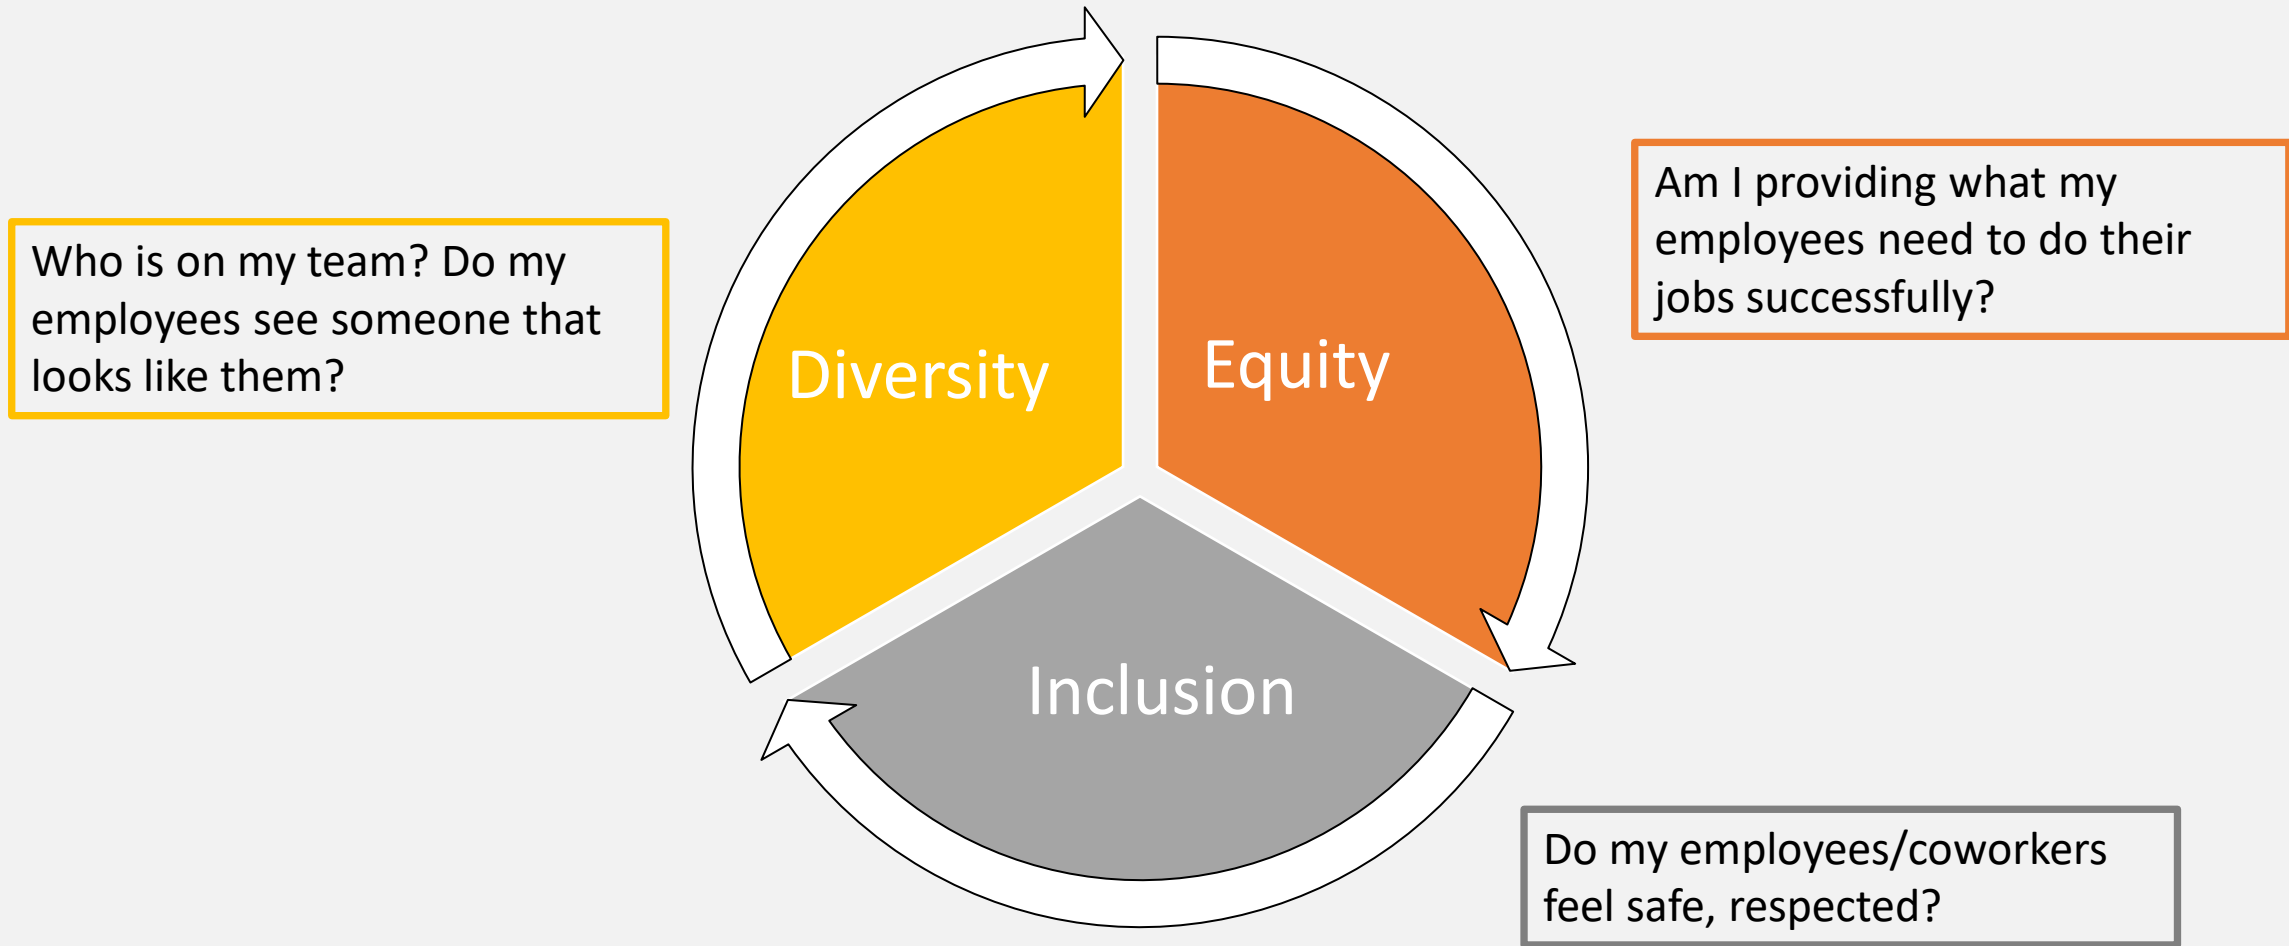 Who is on my team? Do my
employees see someone that
looks like them?
Diversity
Equity
Am I providing what my
employees need to do their
jobs successfully?
Inclusion
Do my employees/coworkers
feel safe, respected?